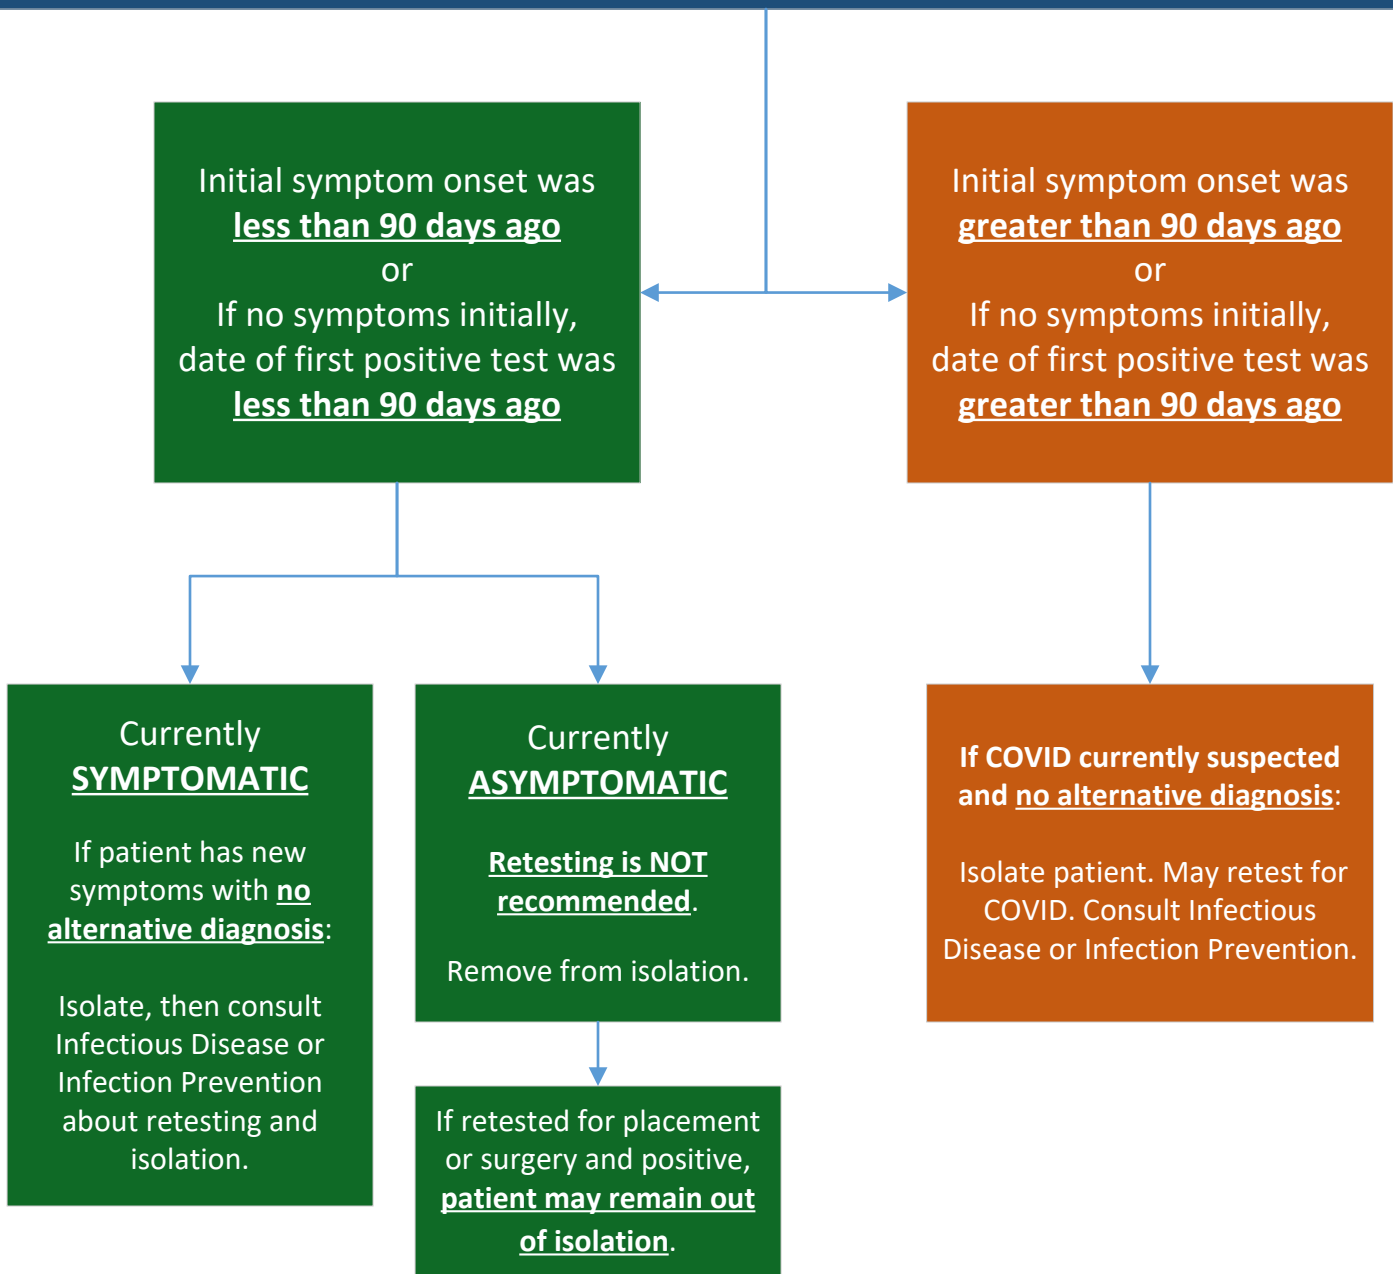 Initial symptom onset was
less than 90 days ago
or
If no symptoms initially,
date of first positive test was
less than 90 days ago
Initial symptom onset was
greater than 90 days ago
or
If no symptoms initially,
date of first positive test was
greater than 90 days ago
Currently
SYMPTOMATIC
If patient has new
symptoms with no
alternative diagnosis:
Isolate, then consult
Infectious Disease or
Infection Prevention
about retesting and
isolation.
Currently
ASYMPTOMATIC
Retesting is NOT
recommended.
Remove from isolation.
If retested for placement
or surgery and positive,
patient may remain out
of isolation.
If COVID currently suspected
and no alternative diagnosis:
Isolate patient. May retest for
COVID. Consult Infectious
Disease or Infection Prevention.